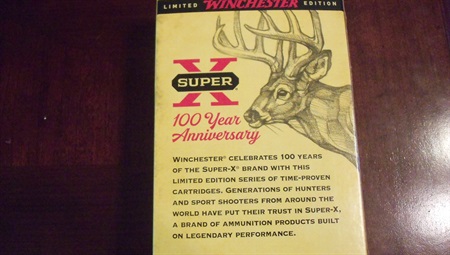 LIMITED WINCHESTER EDITION
X
SUPER
100 Year
Anniversary
WINCHESTER® CELEBRATES 100 YEARS
OF THE SUPER-X® BRAND WITH THIS
LIMITED EDITION SERIES OF TIME-PROVEN
CARTRIDGES. GENERATIONS OF HUNTERS
AND SPORT SHOOTERS FROM AROUND THE
WORLD HAVE PUT THEIR TRUST IN SUPER-X,
A BRAND OF AMMUNITION PRODUCTS BUILT
ON LEGENDARY PERFORMANCE.